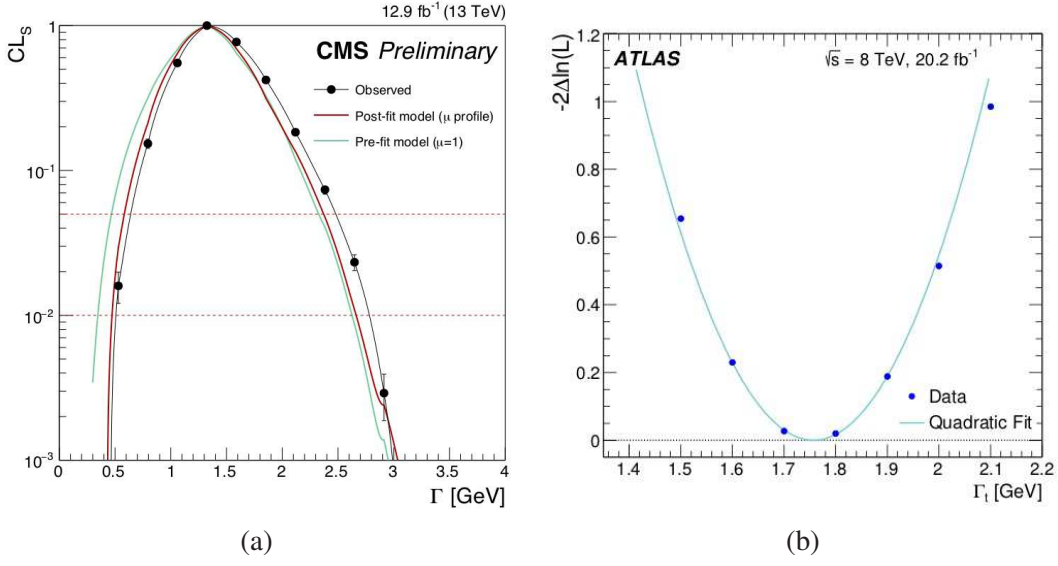 12.9 fb⁻¹ (13 TeV)
CLₛ
CMS Preliminary
Observed
Post-fit model (μ profile)
Pre-fit model (μ=1)
1
10⁻¹
10⁻²
10⁻³
0 0.5 1 1.5 2 2.5 3 3.5 4
Γ [GeV]
(a)
-2Δln(L)
ATLAS
√s = 8 TeV, 20.2 fb⁻¹
1.2
1
0.8
0.6
0.4
0.2
0
Data
Quadratic Fit
1.4 1.5 1.6 1.7 1.8 1.9 2 2.1 2.2
Γₜ [GeV]
(b)